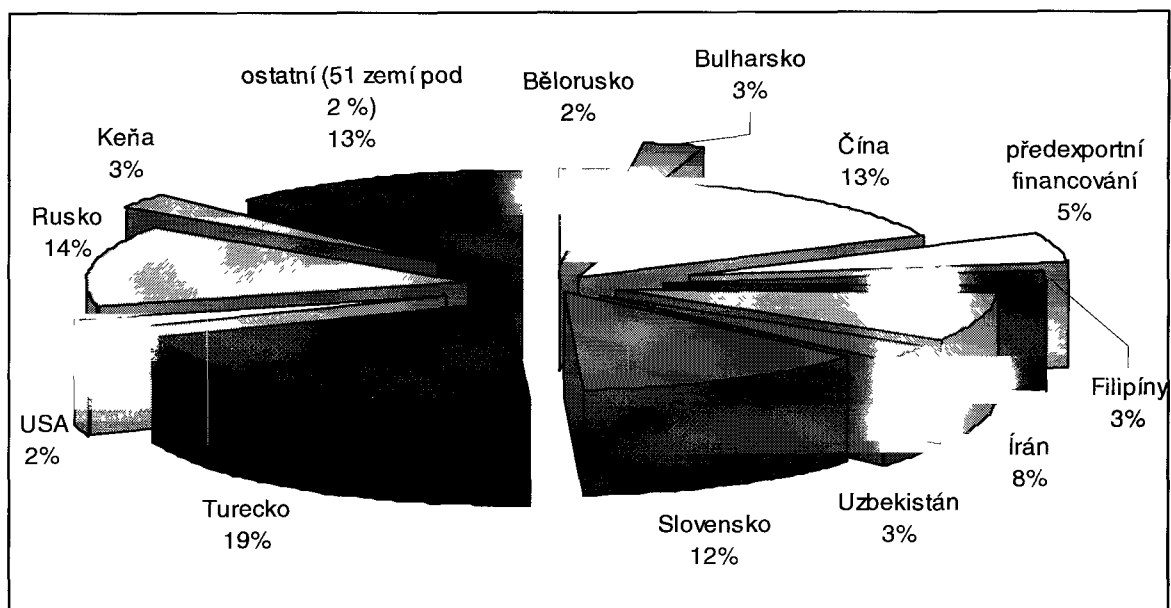 ostatní (51 zemí pod
2 %)
13%
Bělorusko
2%
Bulharsko
3%
Čína
13%
předexportní
financování
5%
Filipíny
3%
Írán
8%
Uzbekistán
3%
Slovensko
12%
Turecko
19%
USA
2%
Rusko
14%
Keňa
3%